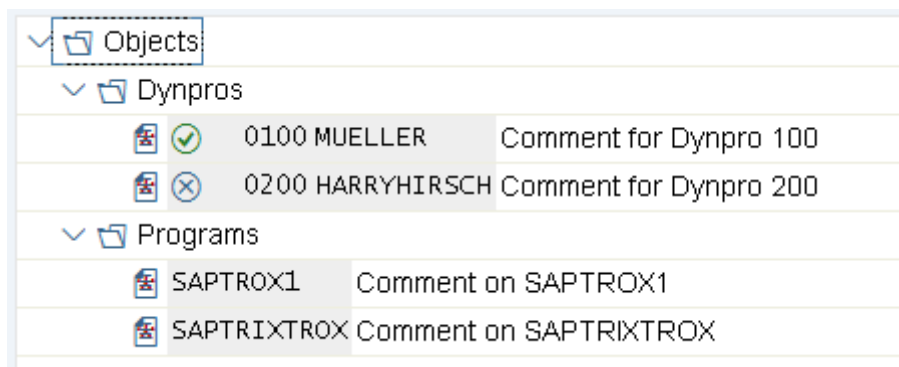 Objects
Dynpros
0100 MUELLER Comment for Dynpro 100
0200 HARRYHIRSCH Comment for Dynpro 200
Programs
SAPTROX1 Comment on SAPTROX1
SAPTRIXTROX Comment on SAPTRIXTROX